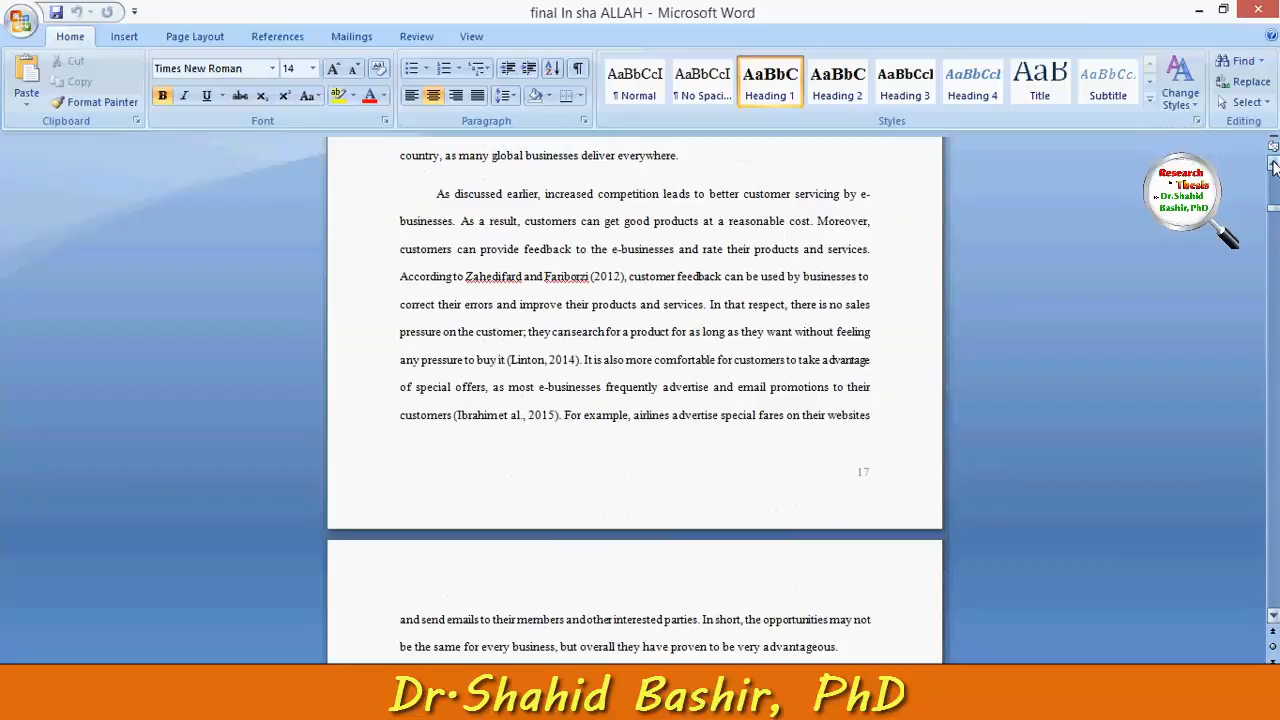 final In sha ALLAH - Microsoft Word
Home Insert Page Layout References Mailings Review View
Paste Cut Copy Format Painter
Times New Roman 14
AaBbCcI AaBbCcI AaBbC AaBbCc AaBbCcl AaBbCcl AaB AaBbCc.
¶ Normal ¶ No Spaci... Heading 1 Heading 2 Heading 3 Heading 4 Title Subtitle
Change Styles
Find Replace Select
Clipboard Font Paragraph Styles Editing
Research
Thesis
Dr.Shahid
Bashir, PhD
country, as many global businesses deliver everywhere.
As discussed earlier, increased competition leads to better customer servicing by e-
businesses. As a result, customers can get good products at a reasonable cost. Moreover,
customers can provide feedback to the e-businesses and rate their products and services.
According to Zahedifard and Fariborzi (2012), customer feedback can be used by businesses to
correct their errors and improve their products and services. In that respect, there is no sales
pressure on the customer; they can search for a product for as long as they want without feeling
any pressure to buy it (Linton, 2014). It is also more comfortable for customers to take advantage
of special offers, as most e-businesses frequently advertise and email promotions to their
customers (Ibrahim et al., 2015). For example, airlines advertise special fares on their websites
17
and send emails to their members and other interested parties. In short, the opportunities may not
be the same for every business, but overall they have proven to be very advantageous.
Dr.Shahid Bashir, PhD